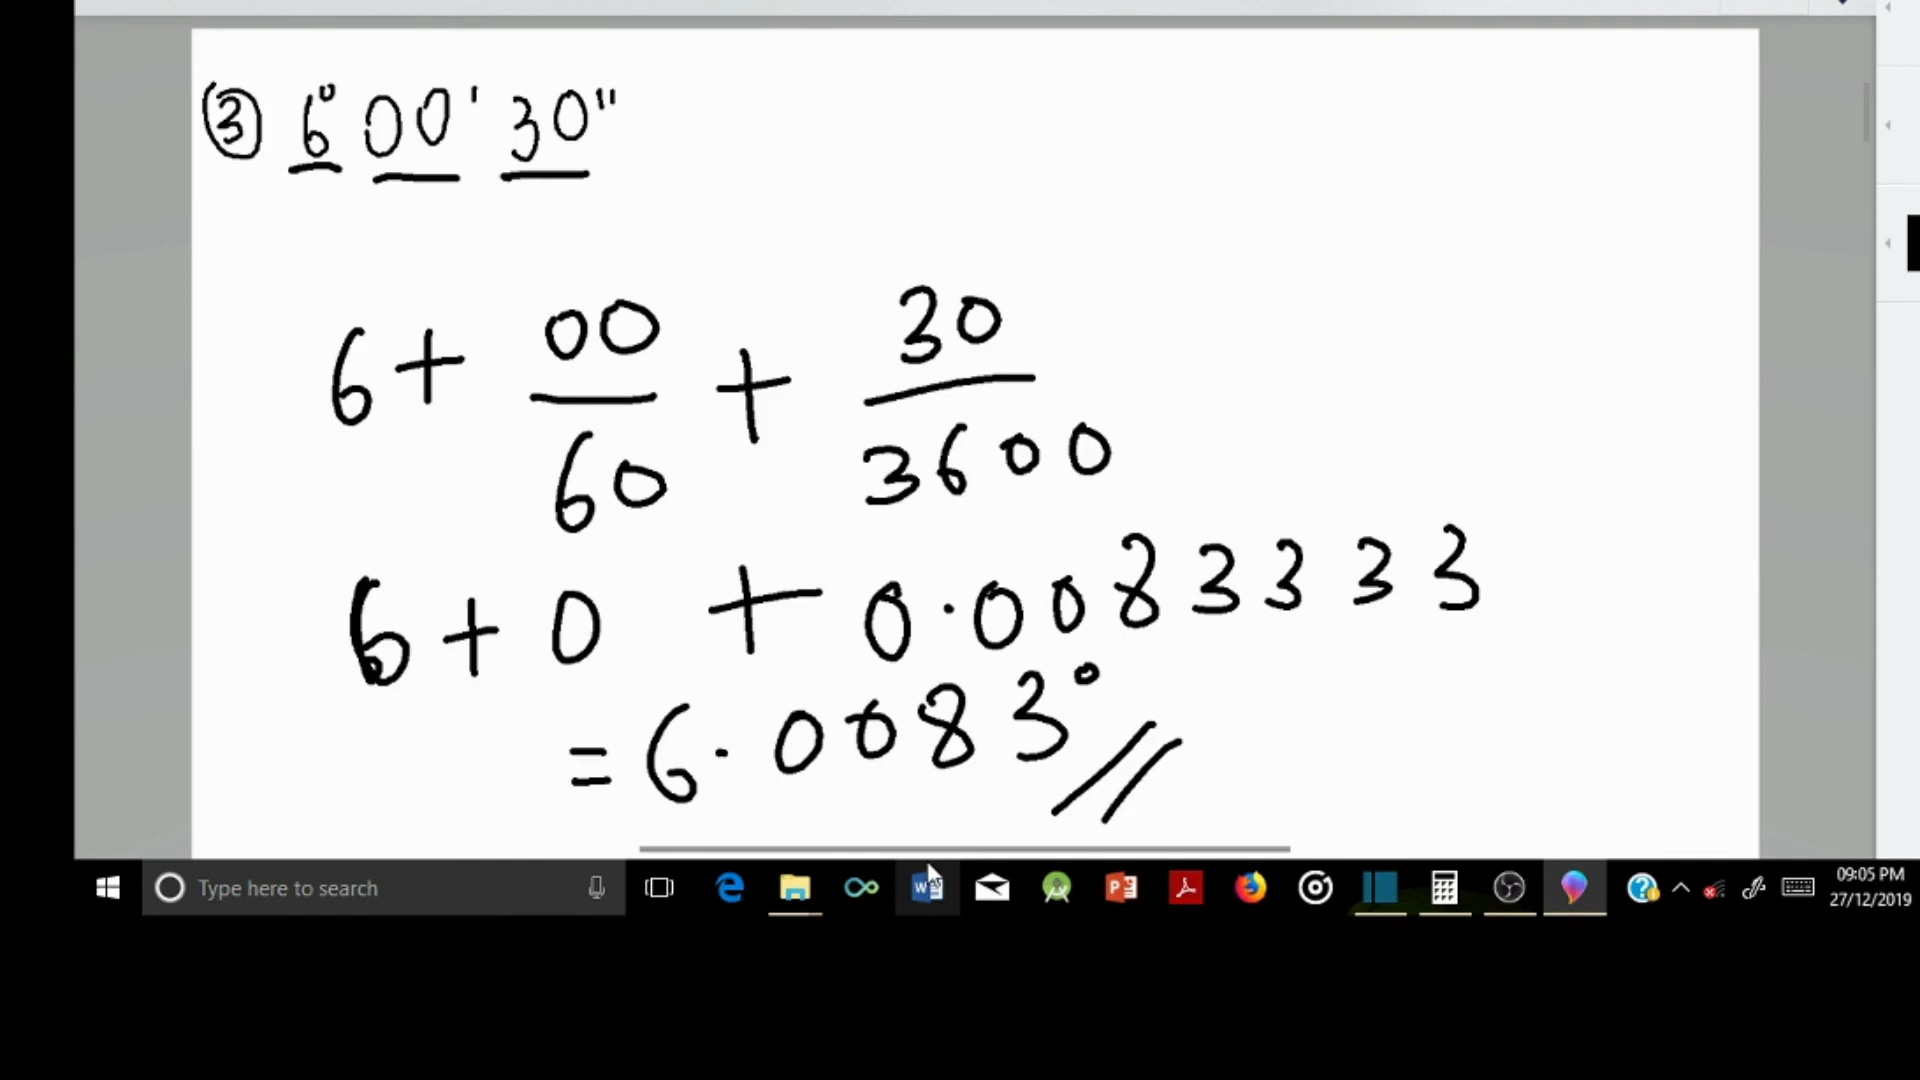 ③ 6° 00' 30"
6 + 00/60 + 30/3600
6 + 0 + 0.0083333
= 6.0083°//
Type here to search
09:05 PM
27/12/2019